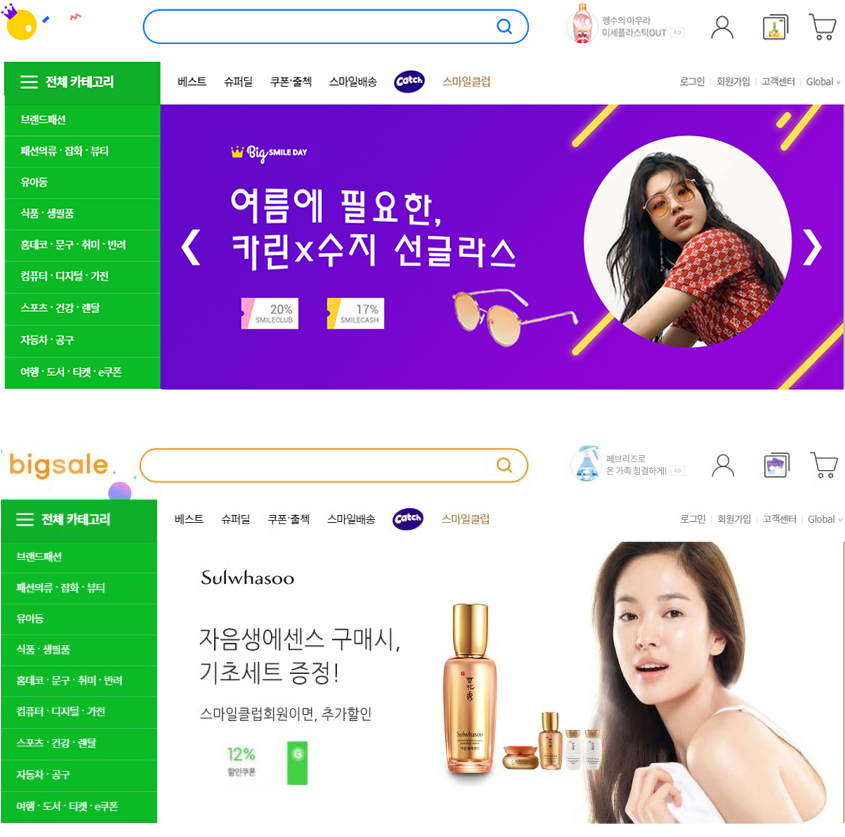 펭수의 아우라
미세플라스틱OUT AD
전체 카테고리
베스트 슈퍼딜 쿠폰·출첵 스마일배송 Catch 스마일클럽
로그인 회원가입 고객센터 Global
브랜드패션
패션의류·잡화·뷰티
유아동
식품·생필품
홈데코·문구·취미·반려
컴퓨터·디지털·가전
스포츠·건강·렌탈
자동차·공구
여행·도서·티켓·e쿠폰
Big SMILE DAY
여름에 필요한,
카린x수지 선글라스
20%
SMILECLUB
17%
SMILECASH
bigsale
페브리즈로
온 가족 청결하게! AD
전체 카테고리
베스트 슈퍼딜 쿠폰·출첵 스마일배송 Catch 스마일클럽
로그인 회원가입 고객센터 Global
브랜드패션
패션의류·잡화·뷰티
유아동
식품·생필품
홈데코·문구·취미·반려
컴퓨터·디지털·가전
스포츠·건강·렌탈
자동차·공구
여행·도서·티켓·e쿠폰
Sulwhasoo
자음생에센스 구매시,
기초세트 증정!
스마일클럽회원이면, 추가할인
12%
할인쿠폰
G
Sulwhasoo